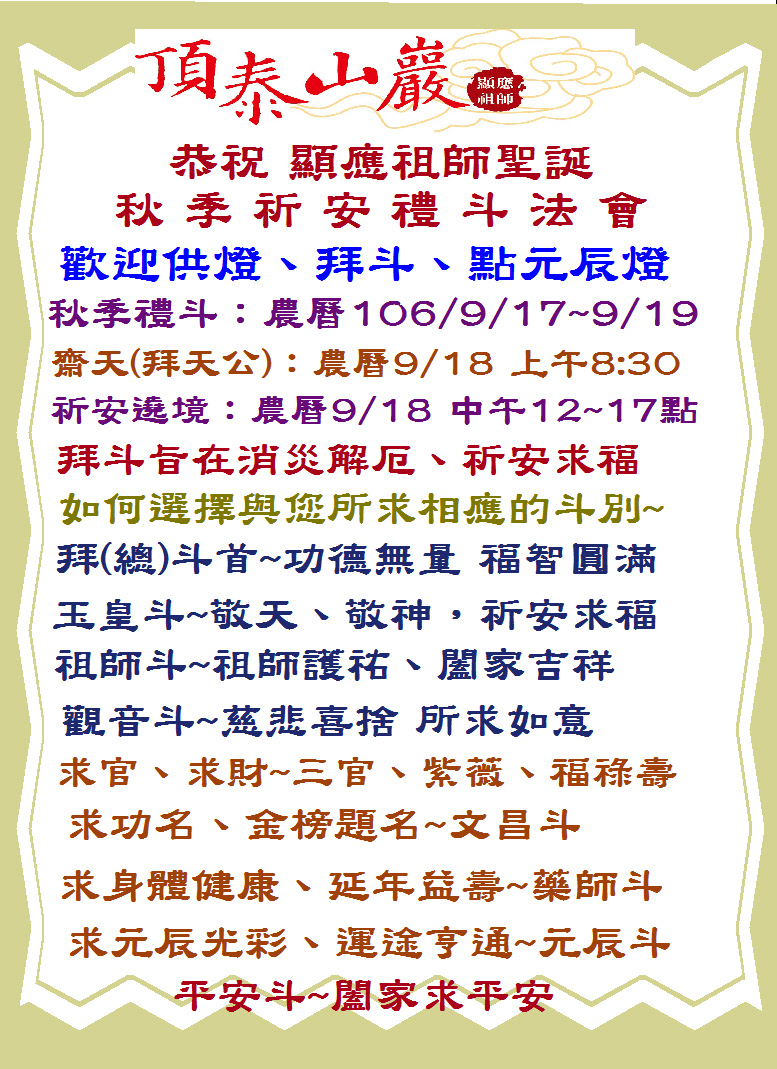 頂泰山巖
顯應
祖師
恭祝 顯應祖師聖誕
秋季祈安禮斗法會
歡迎供燈、拜斗、點元辰燈
秋季禮斗：農曆106/9/17~9/19
齋天(拜天公)：農曆9/18 上午8:30
祈安遶境：農曆9/18 中午12~17點
拜斗旨在消災解厄、祈安求福
如何選擇與您所求相應的斗別~
拜(總)斗首~功德無量 福智圓滿
玉皇斗~敬天、敬神，祈安求福
祖師斗~祖師護祐、闔家吉祥
觀音斗~慈悲喜捨 所求如意
求官、求財~三官、紫薇、福祿壽
求功名、金榜題名~文昌斗
求身體健康、延年益壽~藥師斗
求元辰光彩、運途亨通~元辰斗
平安斗~闔家求平安